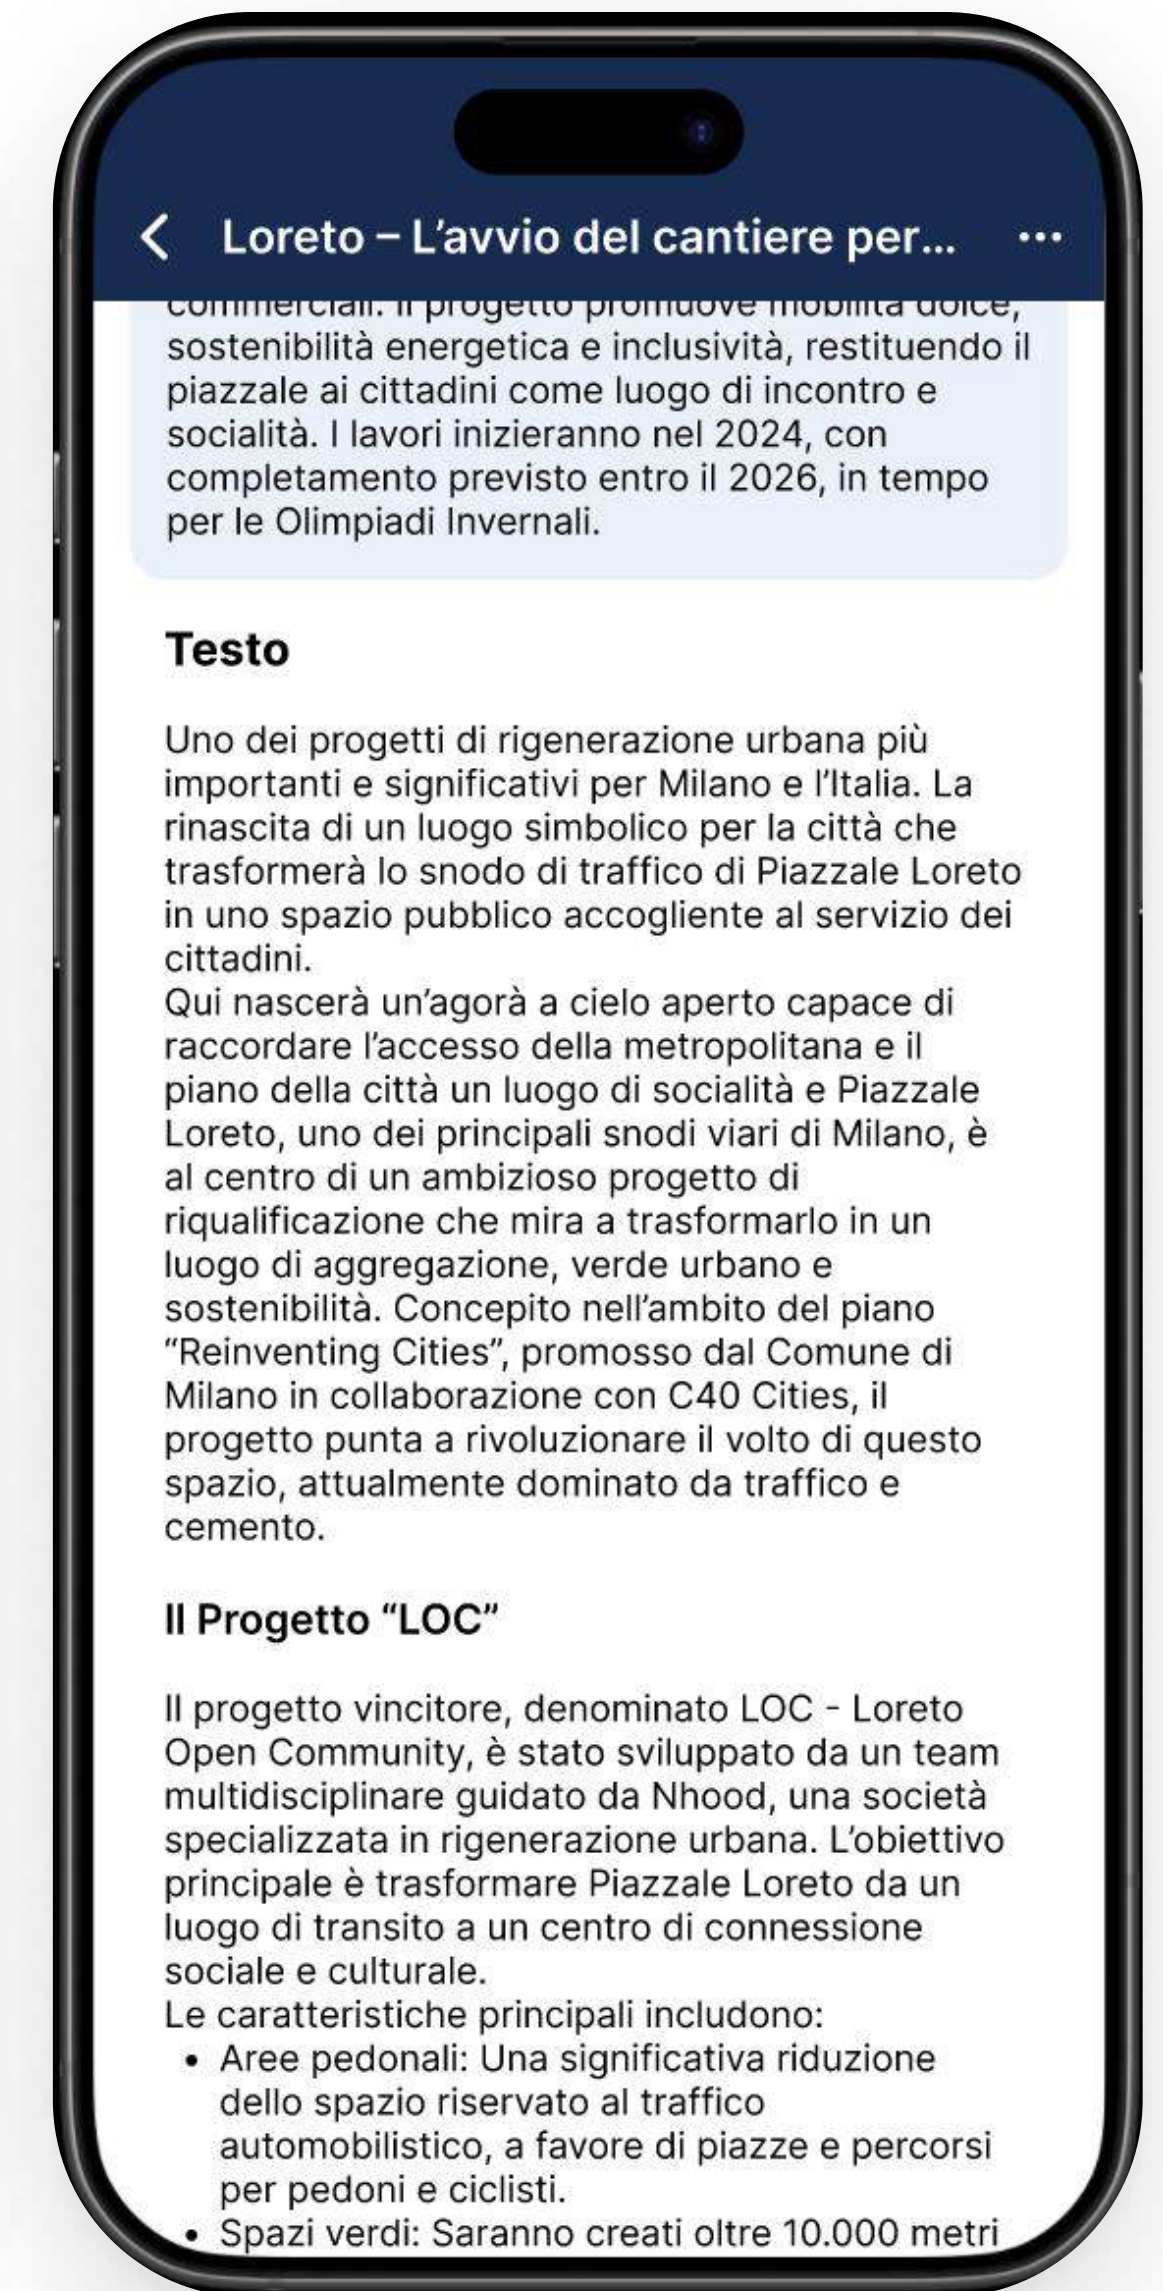 Loreto – L’avvio del cantiere per...
commerciali. Il progetto promuove mobilità dolce,
sostenibilità energetica e inclusività, restituendo il
piazzale ai cittadini come luogo di incontro e
socialità. I lavori inizieranno nel 2024, con
completamento previsto entro il 2026, in tempo
per le Olimpiadi Invernali.
Testo
Uno dei progetti di rigenerazione urbana più
importanti e significativi per Milano e l’Italia. La
rinascita di un luogo simbolico per la città che
trasformerà lo snodo di traffico di Piazzale Loreto
in uno spazio pubblico accogliente al servizio dei
cittadini.
Qui nascerà un’agorà a cielo aperto capace di
raccordare l’accesso della metropolitana e il
piano della città un luogo di socialità e Piazzale
Loreto, uno dei principali snodi viari di Milano, è
al centro di un ambizioso progetto di
riqualificazione che mira a trasformarlo in un
luogo di aggregazione, verde urbano e
sostenibilità. Concepito nell’ambito del piano
“Reinventing Cities”, promosso dal Comune di
Milano in collaborazione con C40 Cities, il
progetto punta a rivoluzionare il volto di questo
spazio, attualmente dominato da traffico e
cemento.
Il Progetto “LOC”
Il progetto vincitore, denominato LOC - Loreto
Open Community, è stato sviluppato da un team
multidisciplinare guidato da Nhood, una società
specializzata in rigenerazione urbana. L’obiettivo
principale è trasformare Piazzale Loreto da un
luogo di transito a un centro di connessione
sociale e culturale.
Le caratteristiche principali includono:
• Aree pedonali: Una significativa riduzione
dello spazio riservato al traffico
automobilistico, a favore di piazze e percorsi
per pedoni e ciclisti.
• Spazi verdi: Saranno creati oltre 10.000 metri